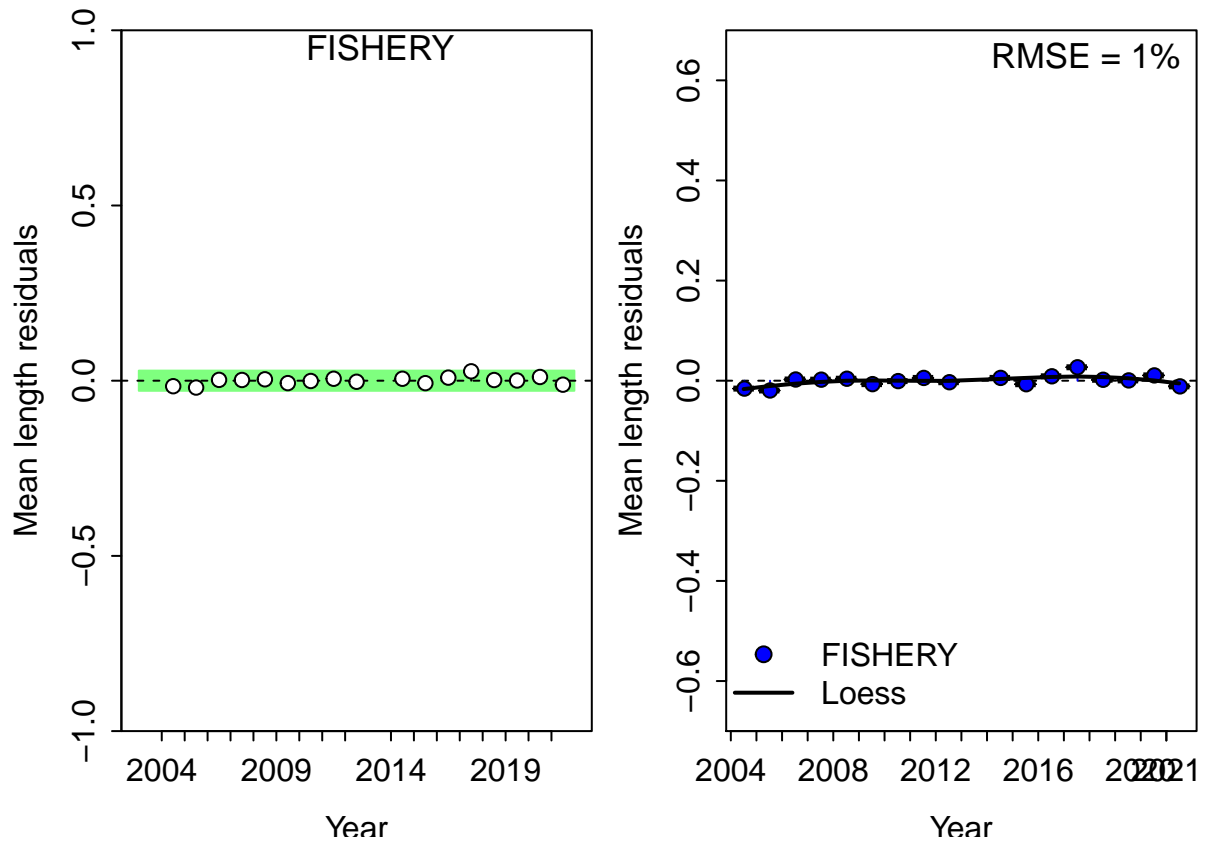 FISHERY
Mean length residuals
1.0
0.5
0.0
−0.5
−1.0
2004 2009 2014 2019
Year
RMSE = 1%
Mean length residuals
0.6
0.4
0.2
0.0
−0.2
−0.4
−0.6
FISHERY
Loess
2004 2008 2012 2016 2020 2021
Year